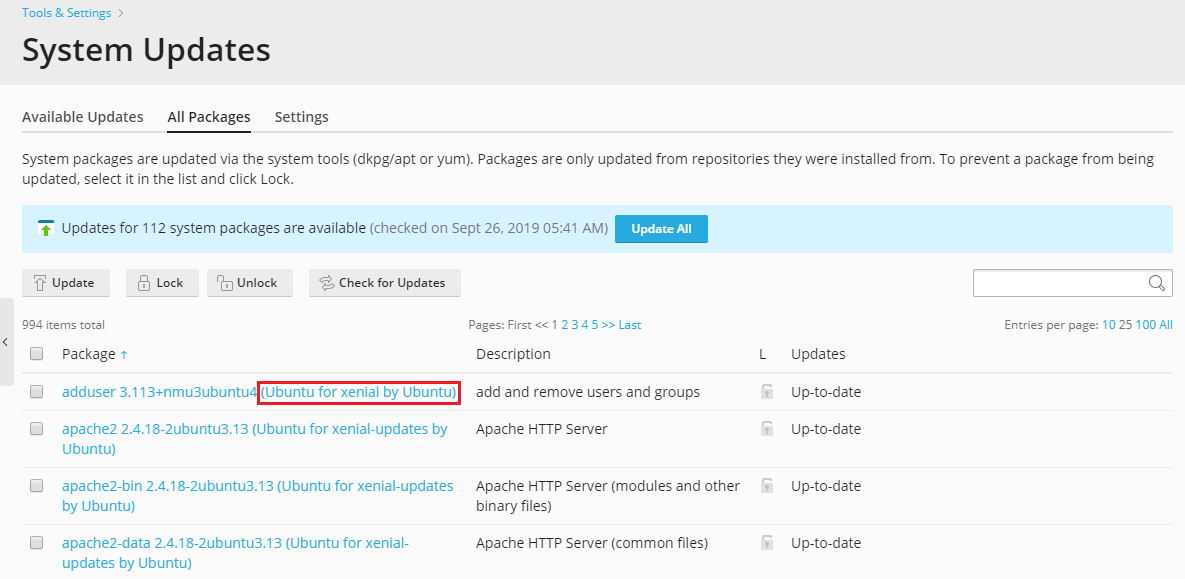 Tools & Settings >
System Updates
Available Updates All Packages Settings
System packages are updated via the system tools (dkpg/apt or yum). Packages are only updated from repositories they were installed from. To prevent a package from being
updated, select it in the list and click Lock.
Updates for 112 system packages are available (checked on Sept 26, 2019 05:41 AM) Update All
Update Lock Unlock Check for Updates
994 items total Pages: First << 1 2 3 4 5 >> Last Entries per page: 10 25 100 All
Package ↑ Description L Updates
adduser 3.113+nmu3ubuntu4 (Ubuntu for xenial by Ubuntu) add and remove users and groups Up-to-date
apache2 2.4.18-2ubuntu3.13 (Ubuntu for xenial-updates by Apache HTTP Server Up-to-date
Ubuntu)
apache2-bin 2.4.18-2ubuntu3.13 (Ubuntu for xenial-updates Apache HTTP Server (modules and other Up-to-date
by Ubuntu) binary files)
apache2-data 2.4.18-2ubuntu3.13 (Ubuntu for xenial- Apache HTTP Server (common files) Up-to-date
updates by Ubuntu)